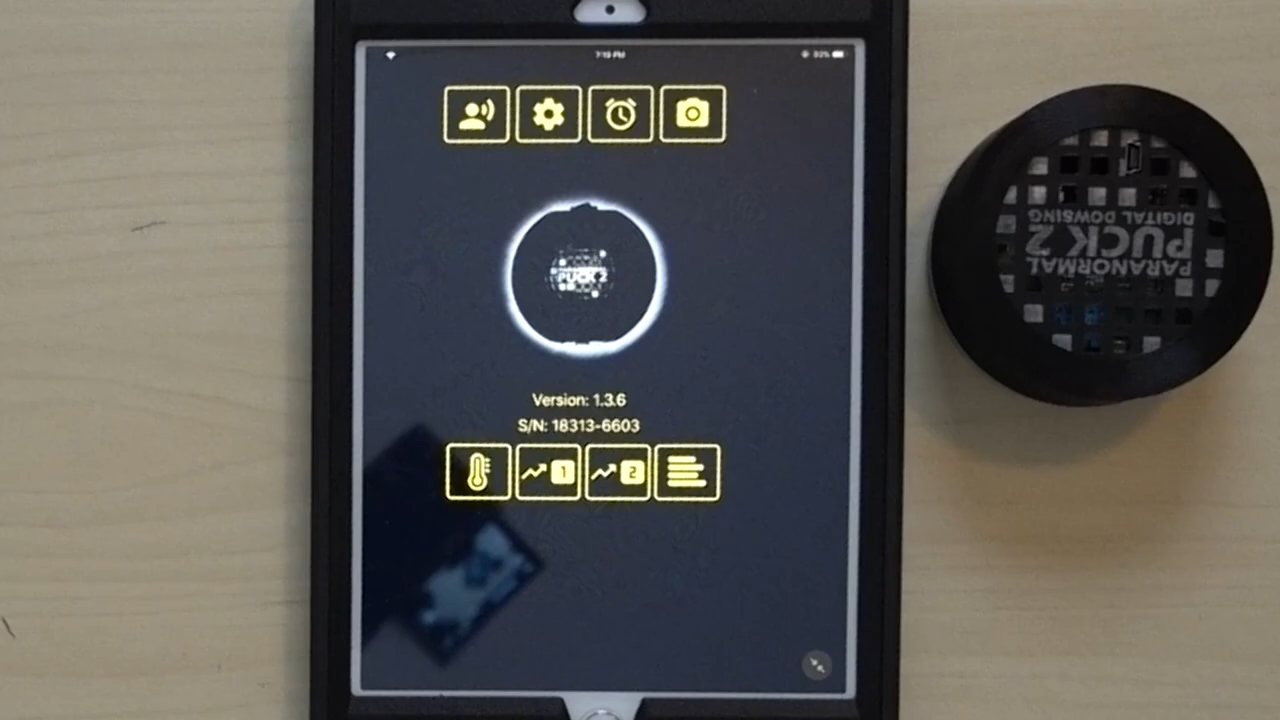 7:19 PM
PUCK 2
Version: 1.3.6
S/N: 18313-6603
1
2
PARANORMAL
PUCK 2
DIGITAL DOWSING